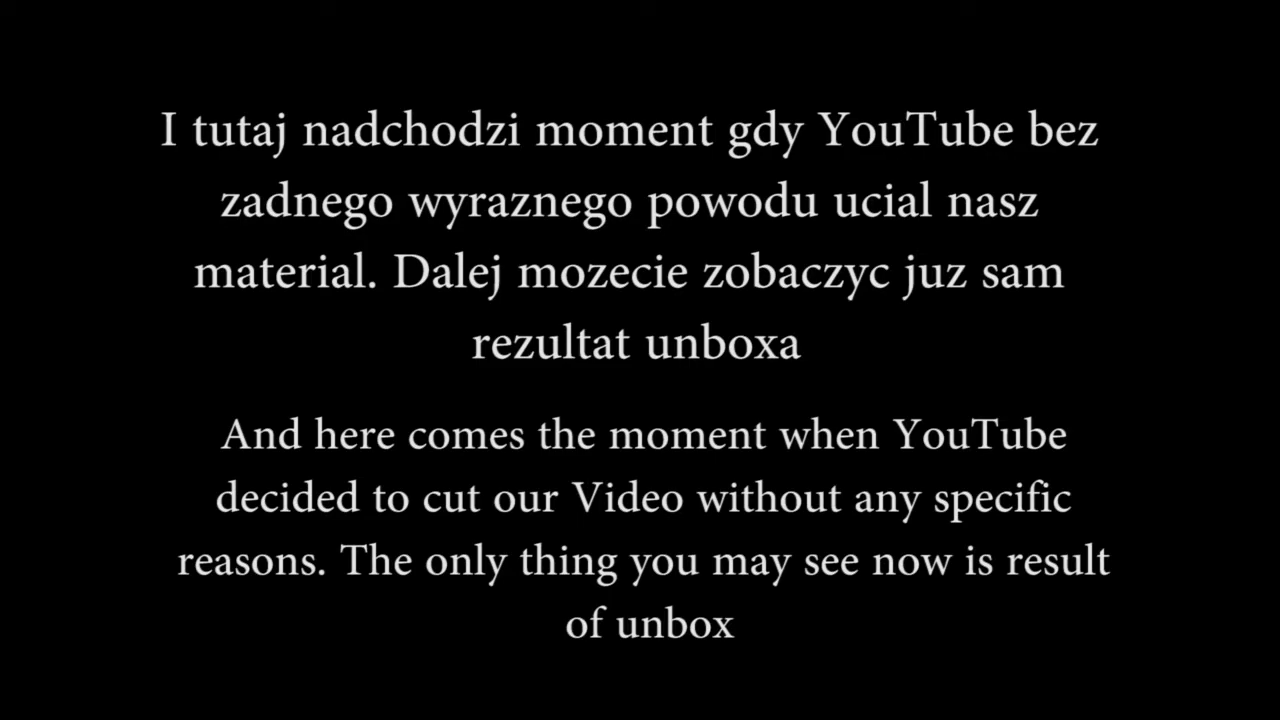 I tutaj nadchodzi moment gdy YouTube bez
zadnego wyraznego powodu ucial nasz
material. Dalej mozecie zobaczyc juz sam
rezultat unboxa
And here comes the moment when YouTube
decided to cut our Video without any specific
reasons. The only thing you may see now is result
of unbox